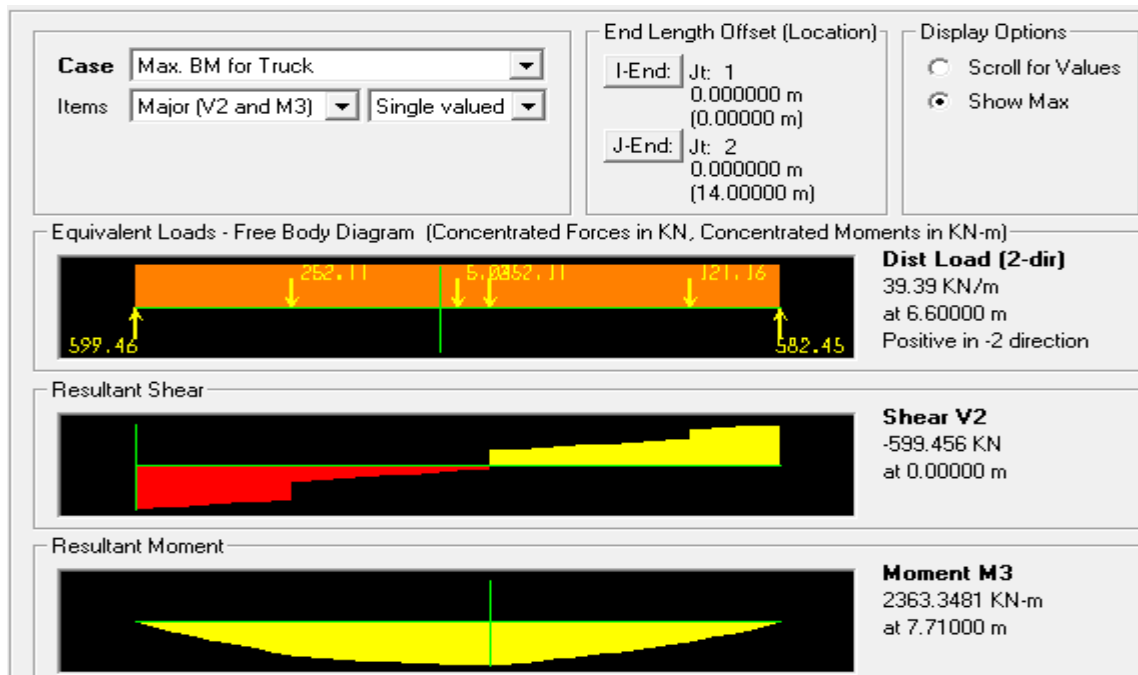 End Length Offset (Location)
Display Options
Case Max. BM for Truck
Items Major (V2 and M3) Single valued
I-End: Jt: 1
0.000000 m
(0.00000 m)
J-End: Jt: 2
0.000000 m
(14.00000 m)
Scroll for Values
Show Max
Equivalent Loads - Free Body Diagram (Concentrated Forces in KN, Concentrated Moments in KN-m)
121.16
599.46
582.45
Dist Load (2-dir)
39.39 KN/m
at 6.60000 m
Positive in -2 direction
Resultant Shear
Shear V2
-599.456 KN
at 0.00000 m
Resultant Moment
Moment M3
2363.3481 KN-m
at 7.71000 m